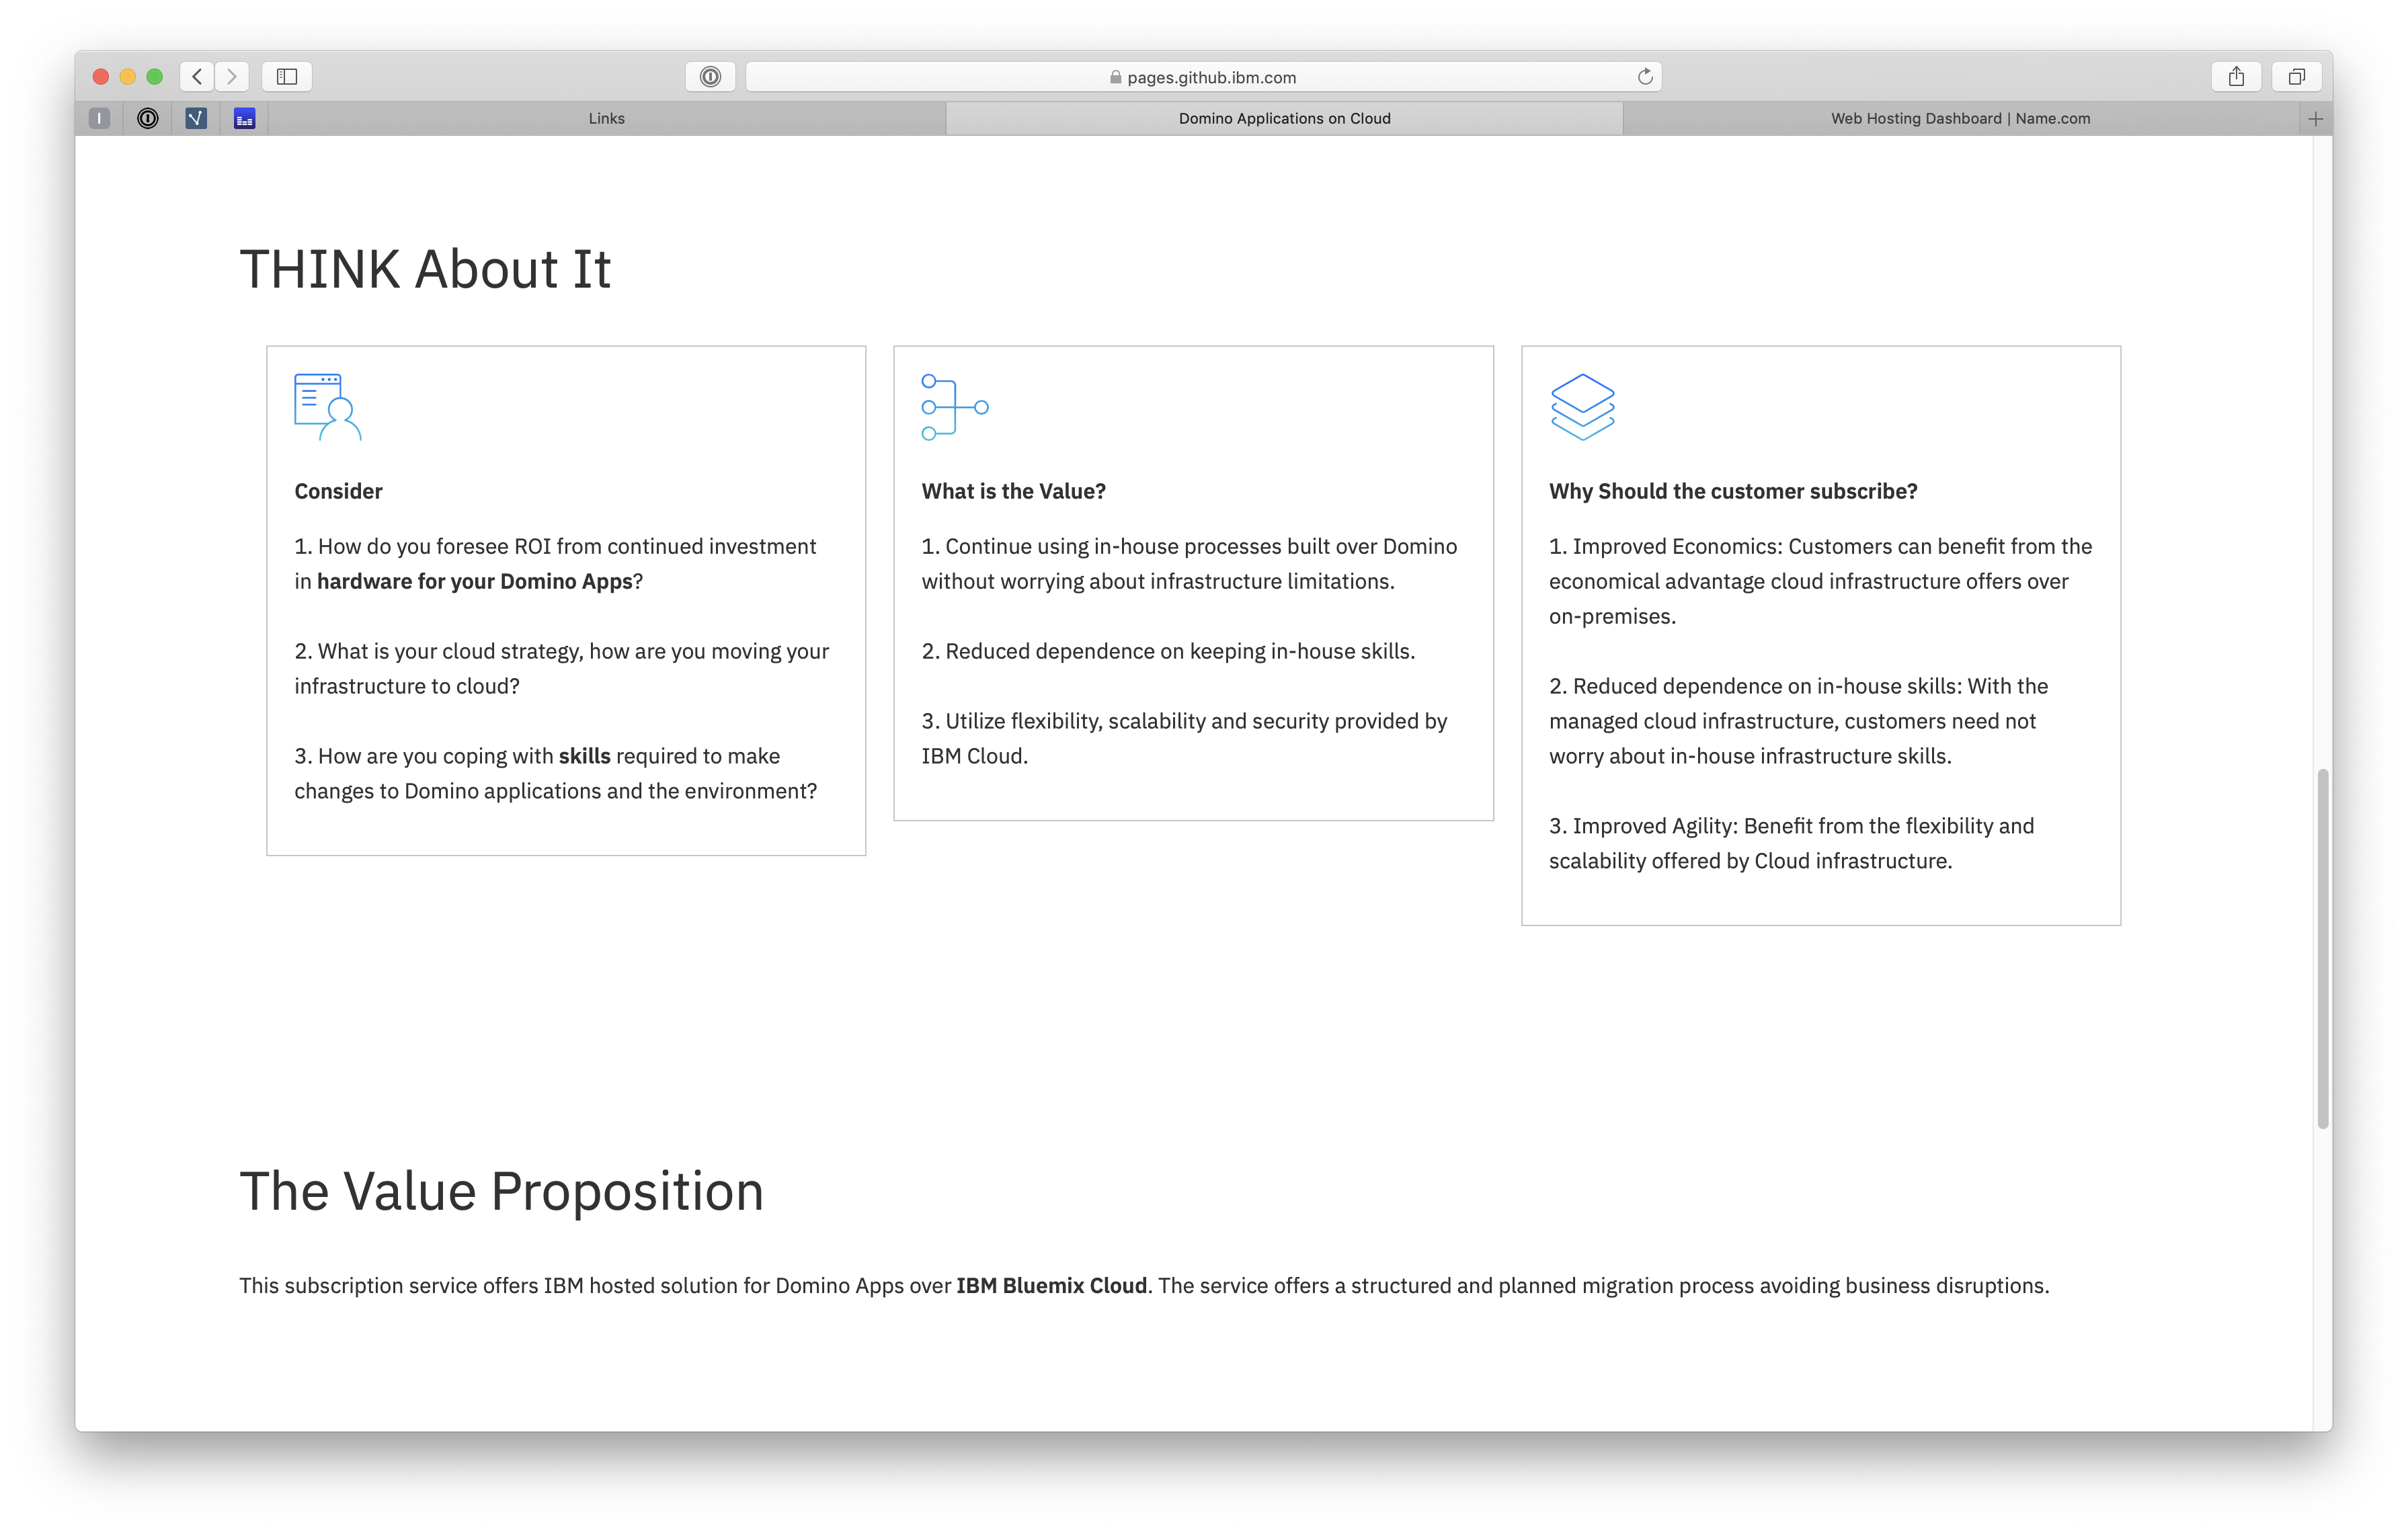 pages.github.ibm.com
I
Links
Domino Applications on Cloud
Web Hosting Dashboard | Name.com
THINK About It
Consider
1. How do you foresee ROI from continued investment
in hardware for your Domino Apps?
2. What is your cloud strategy, how are you moving your
infrastructure to cloud?
3. How are you coping with skills required to make
changes to Domino applications and the environment?
What is the Value?
1. Continue using in-house processes built over Domino
without worrying about infrastructure limitations.
2. Reduced dependence on keeping in-house skills.
3. Utilize flexibility, scalability and security provided by
IBM Cloud.
Why Should the customer subscribe?
1. Improved Economics: Customers can benefit from the
economical advantage cloud infrastructure offers over
on-premises.
2. Reduced dependence on in-house skills: With the
managed cloud infrastructure, customers need not
worry about in-house infrastructure skills.
3. Improved Agility: Benefit from the flexibility and
scalability offered by Cloud infrastructure.
The Value Proposition
This subscription service offers IBM hosted solution for Domino Apps over IBM Bluemix Cloud. The service offers a structured and planned migration process avoiding business disruptions.